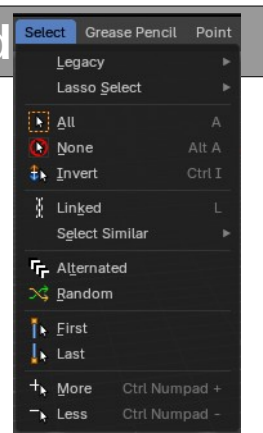 d
Select Grease Pencil Point
Legacy
Lasso Select
All A
None Alt A
Invert Ctrl I
Linked L
Select Similar
Alternated
Random
First
Last
More Ctrl Numpad +
Less Ctrl Numpad -